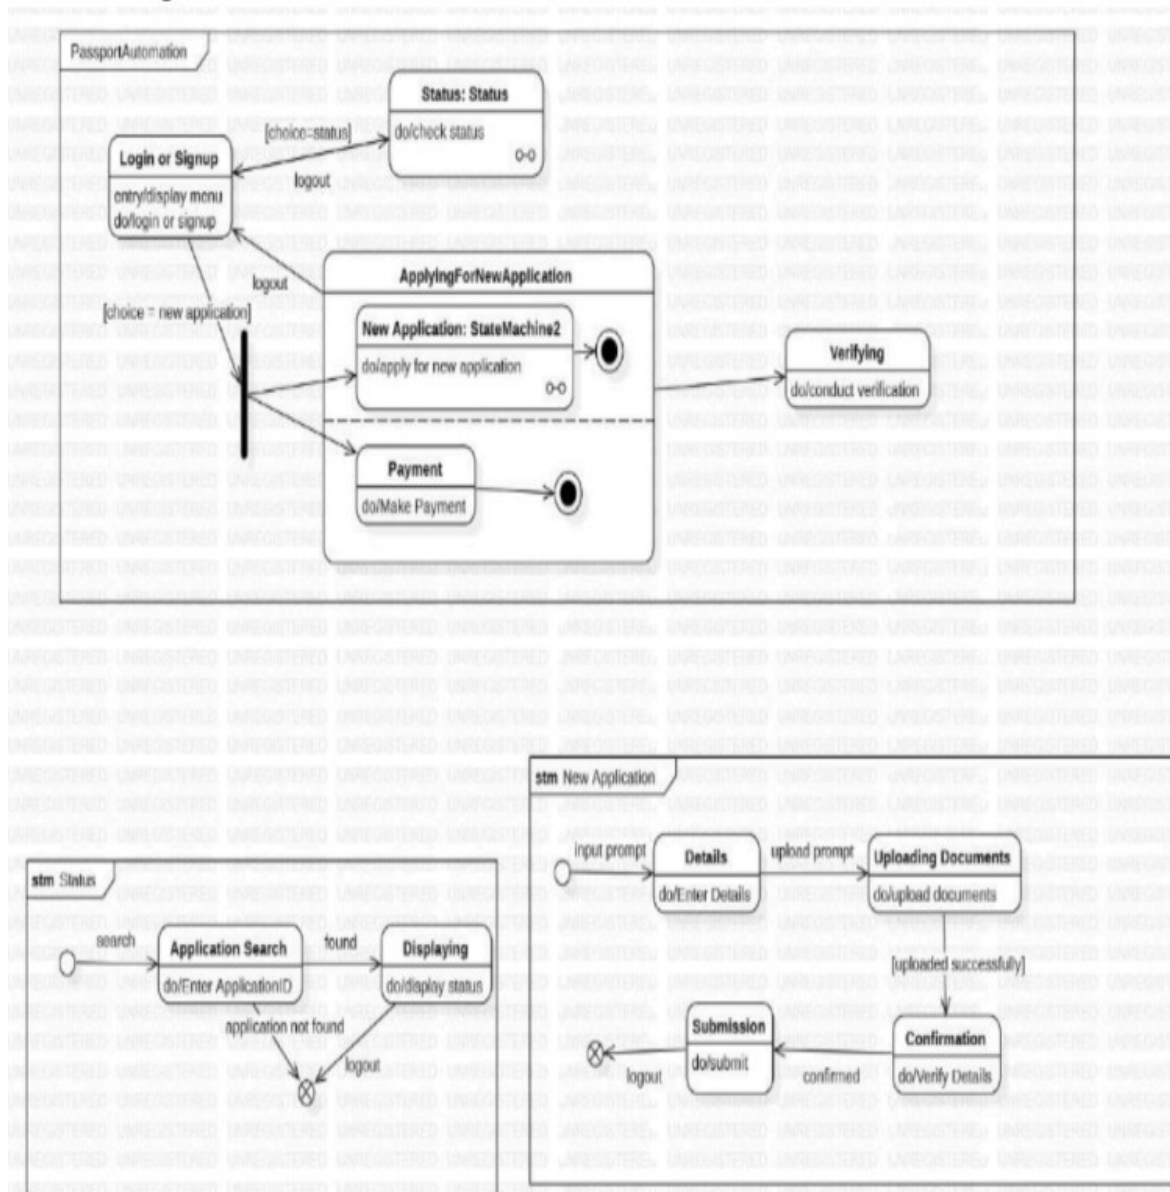 PassportAutomation
Status: Status
do/check status
o-o
[choice=status]
logout
Login or Signup
entry/display menu
do/login or signup
logout
[choice = new application]
ApplyingForNewApplication
New Application: StateMachine2
do/apply for new application
o-o
Payment
do/Make Payment
Verifying
do/conduct verification
stm New Application
input prompt
Details
do/Enter Details
upload prompt
Uploading Documents
do/upload documents
[uploaded successfully]
Confirmation
do/Verify Details
confirmed
Submission
do/submit
logout
stm Status
search
Application Search
do/Enter ApplicationID
found
Displaying
do/display status
application not found
logout
UNREGISTERED